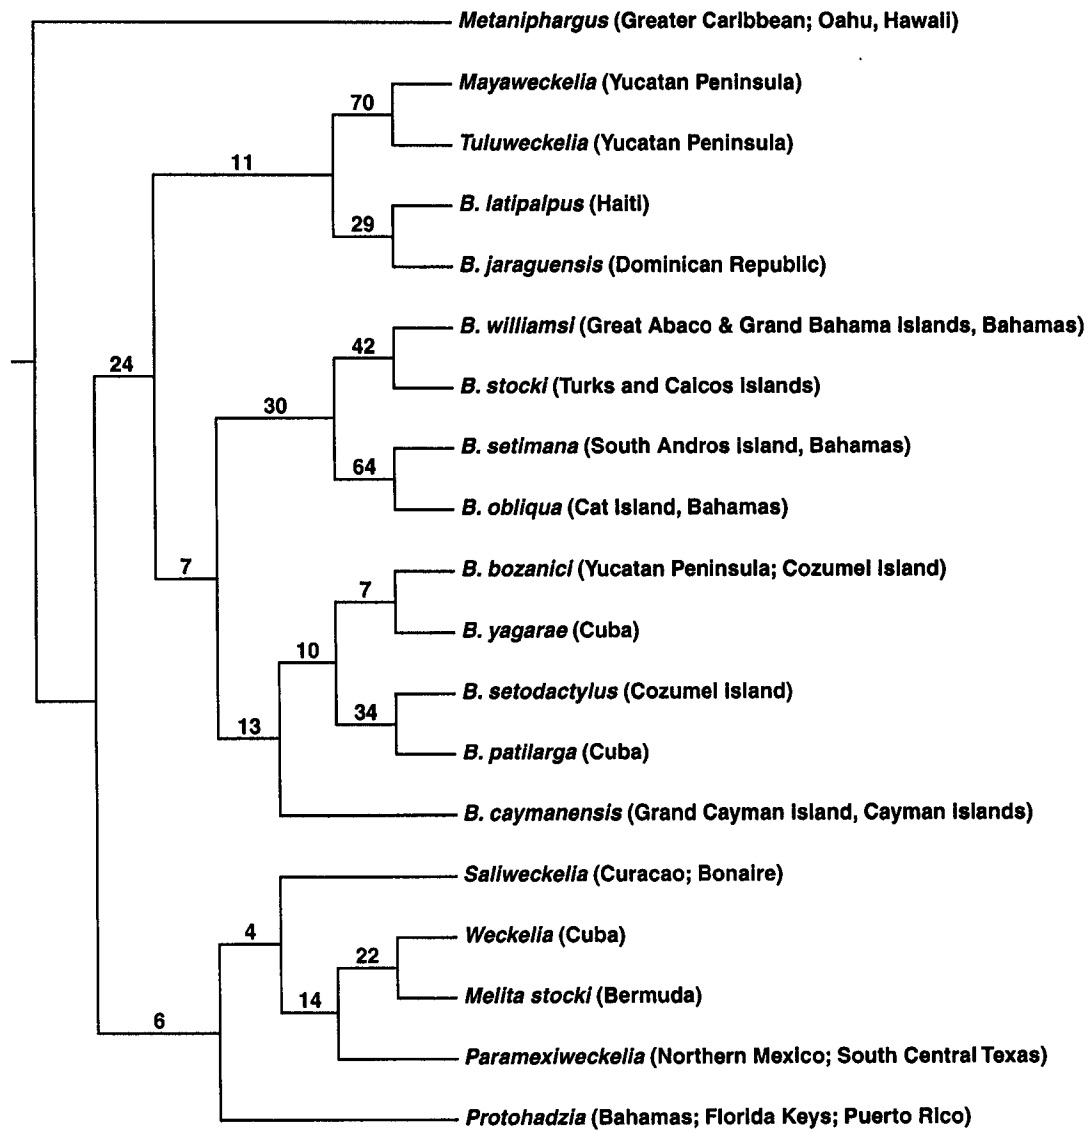 Metaniphargus (Greater Caribbean; Oahu, Hawaii)
Mayaweckelia (Yucatan Peninsula)
70
Tuluweckelia (Yucatan Peninsula)
11
B. latipalpus (Haiti)
29
B. jaraguensis (Dominican Republic)
B. williamsi (Great Abaco & Grand Bahama Islands, Bahamas)
42
24
B. stocki (Turks and Caicos Islands)
30
B. setimana (South Andros Island, Bahamas)
64
B. obliqua (Cat Island, Bahamas)
7
B. bozanici (Yucatan Peninsula; Cozumel Island)
7
B. yagarae (Cuba)
10
B. setodactylus (Cozumel Island)
34
13
B. patilarga (Cuba)
B. caymanensis (Grand Cayman Island, Cayman Islands)
Saliweckelia (Curacao; Bonaire)
4
Weckelia (Cuba)
22
Melita stocki (Bermuda)
14
6
Paramexiweckelia (Northern Mexico; South Central Texas)
Protohadzia (Bahamas; Florida Keys; Puerto Rico)